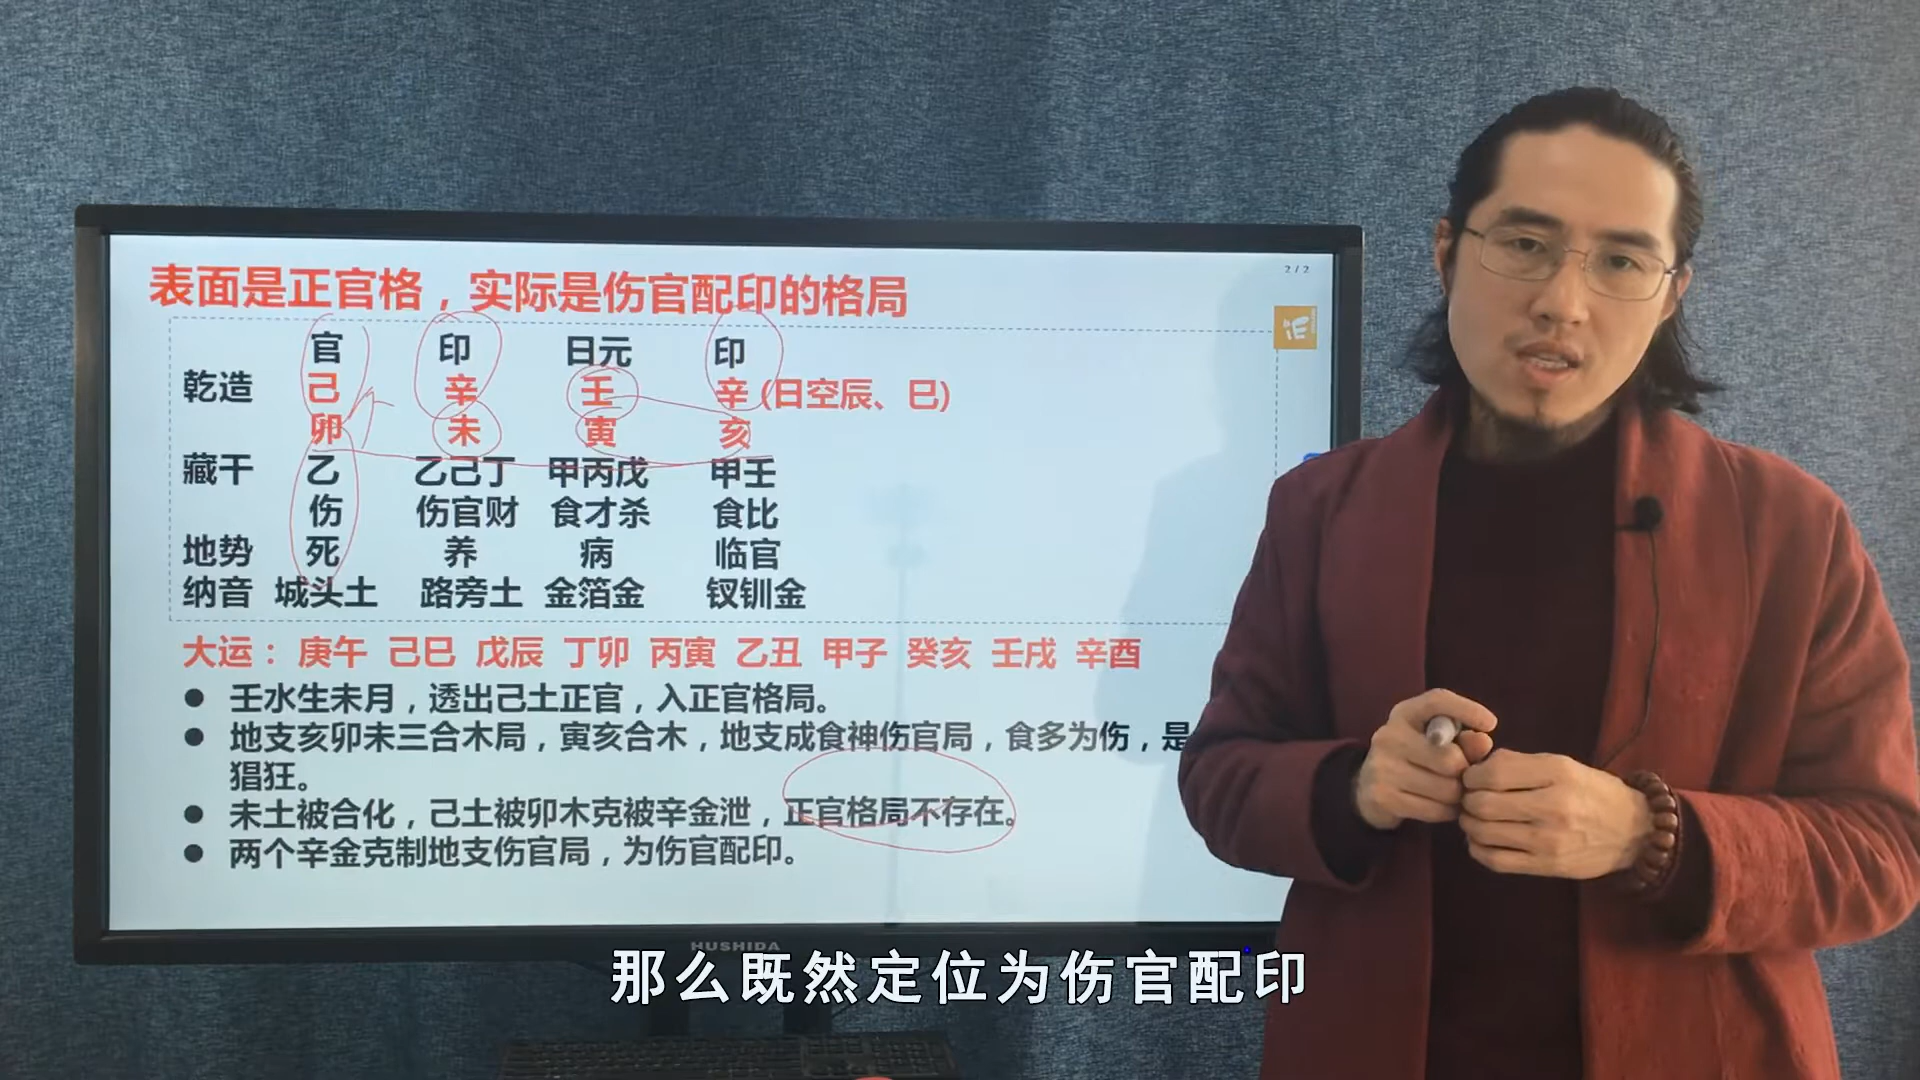 2/2
表面是正官格，实际是伤官配印的格局
官 印 日元 印
乾造 己 辛 壬 辛 (日空辰、巳)
卯 未 寅 亥
藏干 乙 乙己丁 甲丙戊 甲壬
伤 伤官财 食才杀 食比
地势 死 养 病 临官
纳音 城头土 路旁土 金箔金 钗钏金
大运： 庚午 己巳 戊辰 丁卯 丙寅 乙丑 甲子 癸亥 壬戌 辛酉
● 壬水生未月，透出己土正官，入正官格局。
● 地支亥卯未三合木局，寅亥合木，地支成食神伤官局，食多为伤，是
猖狂。
● 未土被合化，己土被卯木克被辛金泄，正官格局不存在。
● 两个辛金克制地支伤官局，为伤官配印。
HUSHIDA
那么既然定位为伤官配印